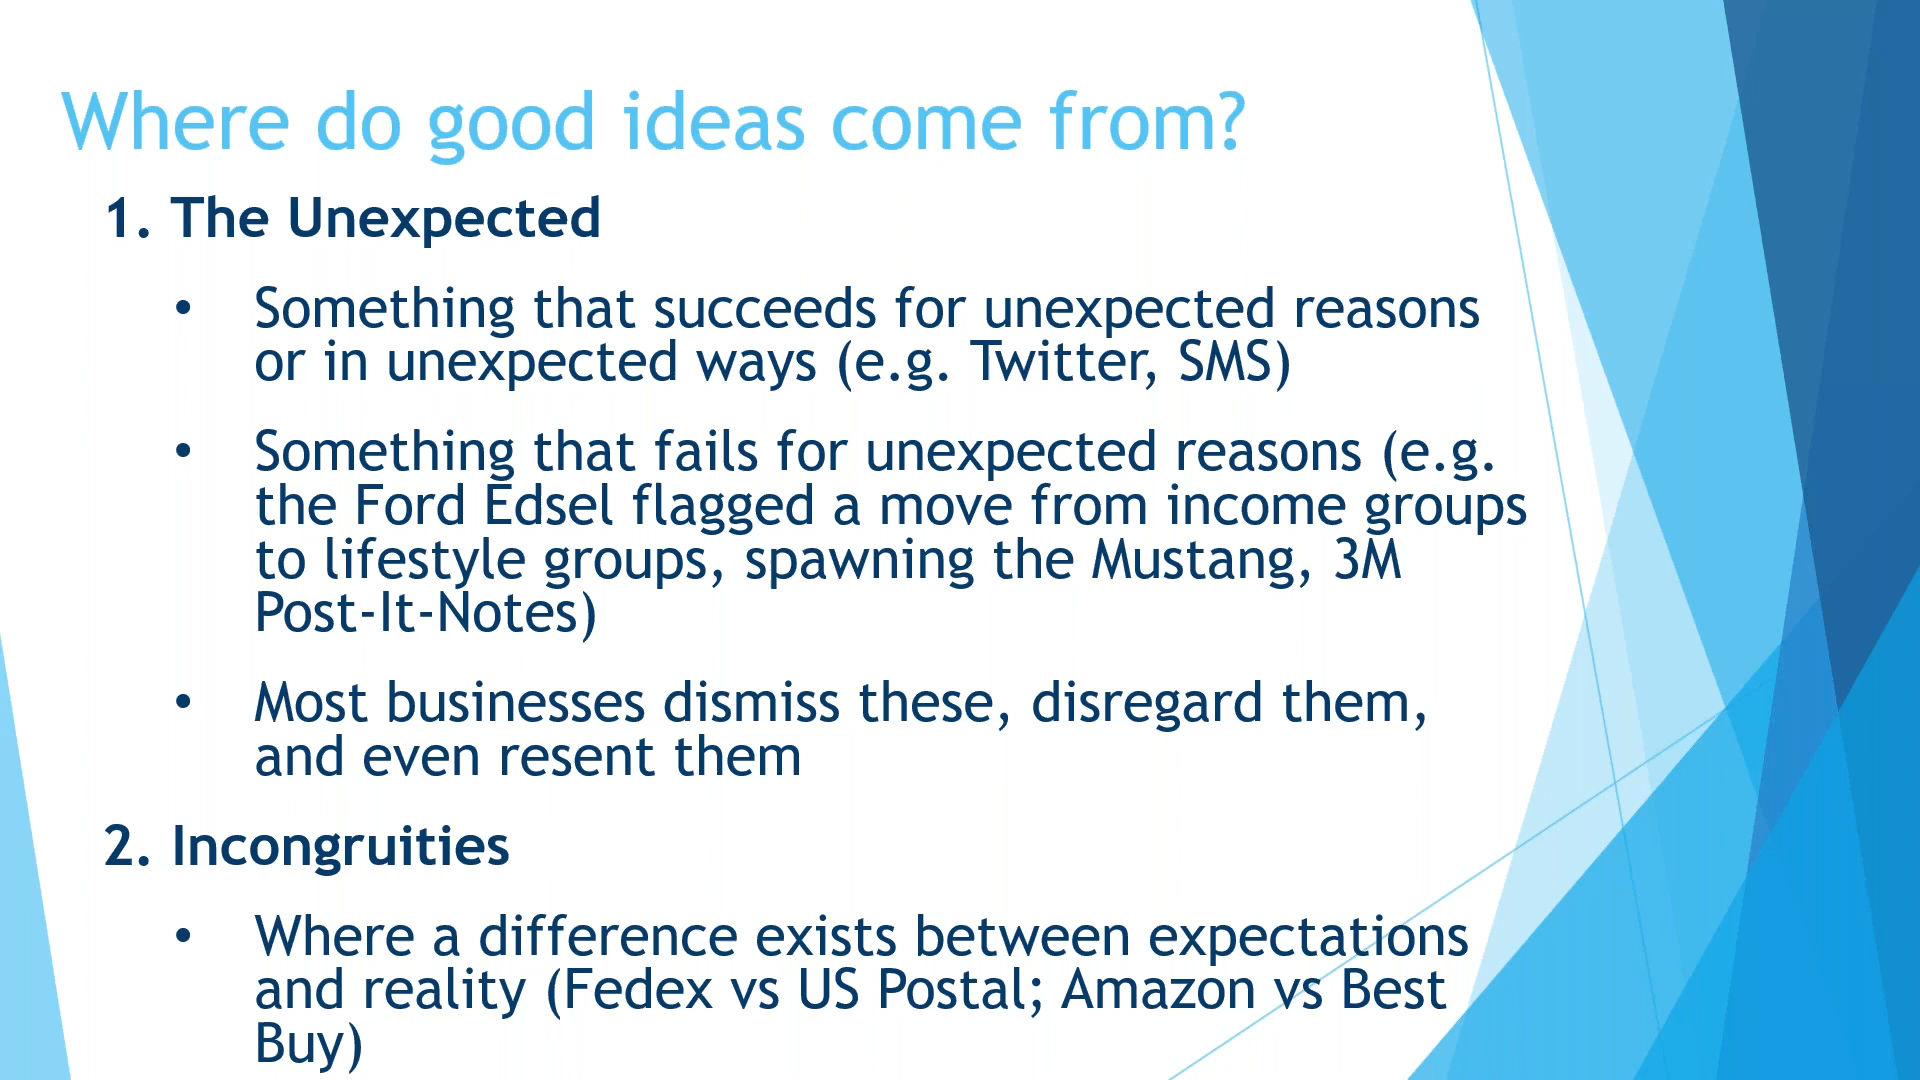 Where do good ideas come from?
1. The Unexpected
• Something that succeeds for unexpected reasons
or in unexpected ways (e.g. Twitter, SMS)
• Something that fails for unexpected reasons (e.g.
the Ford Edsel flagged a move from income groups
to lifestyle groups, spawning the Mustang, 3M
Post-It-Notes)
• Most businesses dismiss these, disregard them,
and even resent them
2. Incongruities
• Where a difference exists between expectations
and reality (Fedex vs US Postal; Amazon vs Best
Buy)